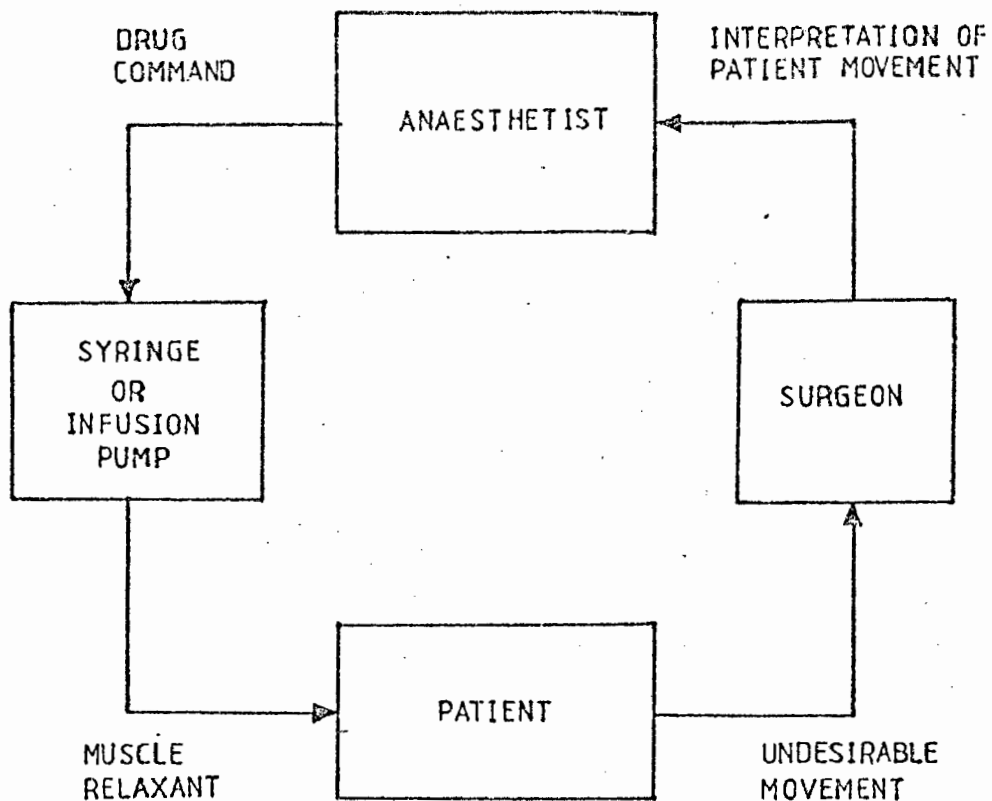 DRUG
COMMAND
INTERPRETATION OF
PATIENT MOVEMENT
ANAESTHETIST
SYRINGE
OR
INFUSION
PUMP
SURGEON
PATIENT
MUSCLE
RELAXANT
UNDESIRABLE
MOVEMENT